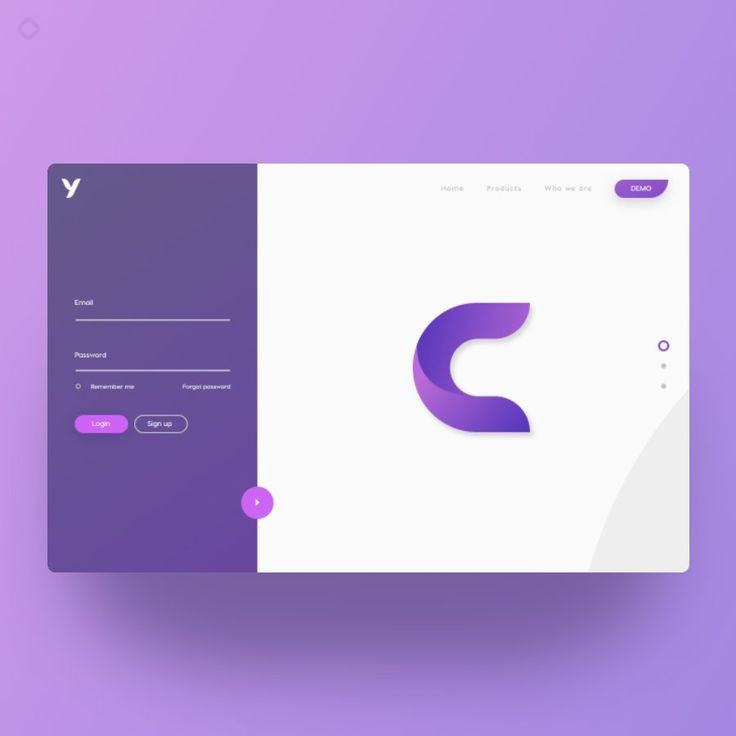 y
Home Products Who we are DEMO
Email
Password
Remember me Forgot password
Login Sign up
C